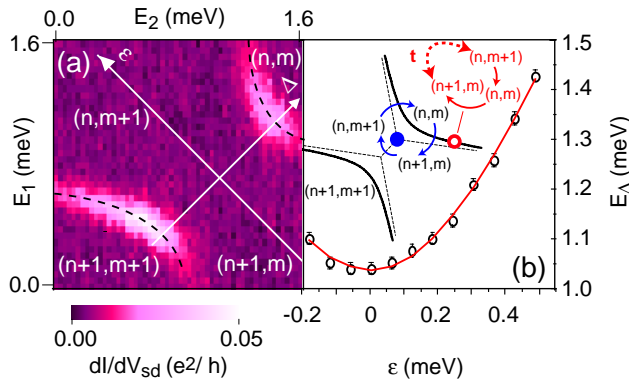 E2 (meV)
0.0 1.6
1.6
E1 (meV)
0.0
(a)
ε
(n,m)
Δ
(n,m+1)
(n+1,m+1)
(n+1,m)
0.00 0.05
dI/dVsd (e2/ h)
t
(n,m+1)
(n+1,m)
(n,m)
(n,m)
(n,m+1)
(n+1,m)
(n+1,m+1)
(b)
1.5
1.4
1.3
1.2
1.1
1.0
EΔ (meV)
-0.2 0 0.2 0.4
ε (meV)